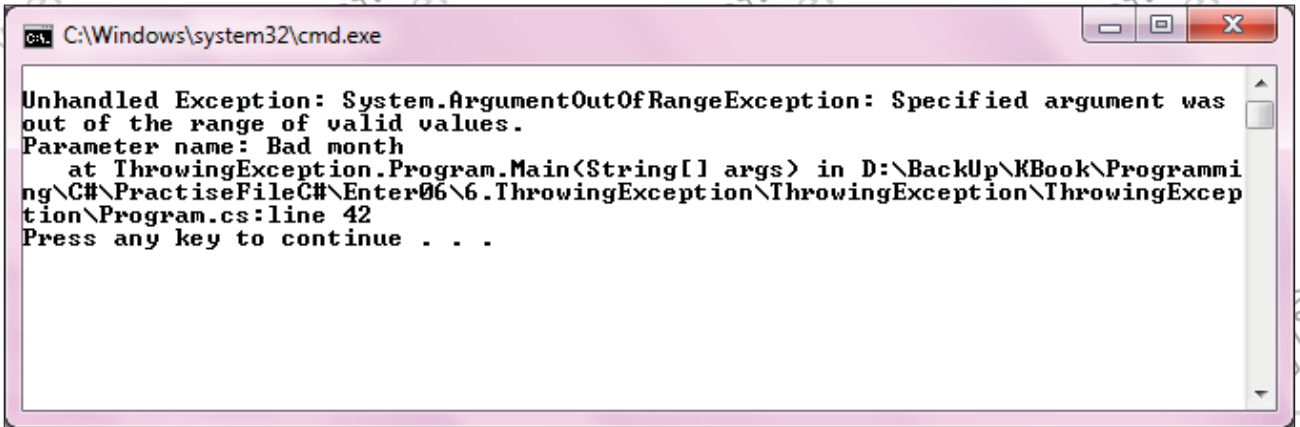 C:\Windows\system32\cmd.exe
Unhandled Exception: System.ArgumentOutOfRangeException: Specified argument was
out of the range of valid values.
Parameter name: Bad month
   at ThrowingException.Program.Main(String[] args) in D:\BackUp\KBook\Programmi
ng\C#\PractiseFileC#\Enter06\6.ThrowingException\ThrowingException\ThrowingExcep
tion\Program.cs:line 42
Press any key to continue . . .